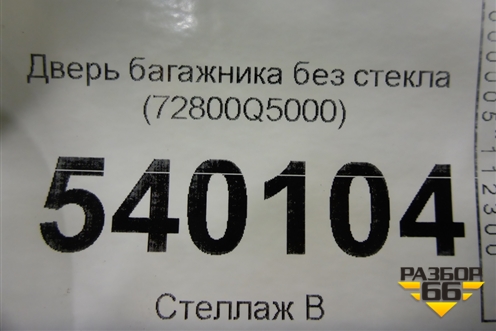 Дверь багажника без стекла
(72800Q5000)
540104
Стеллаж В
РАЗБОР
66